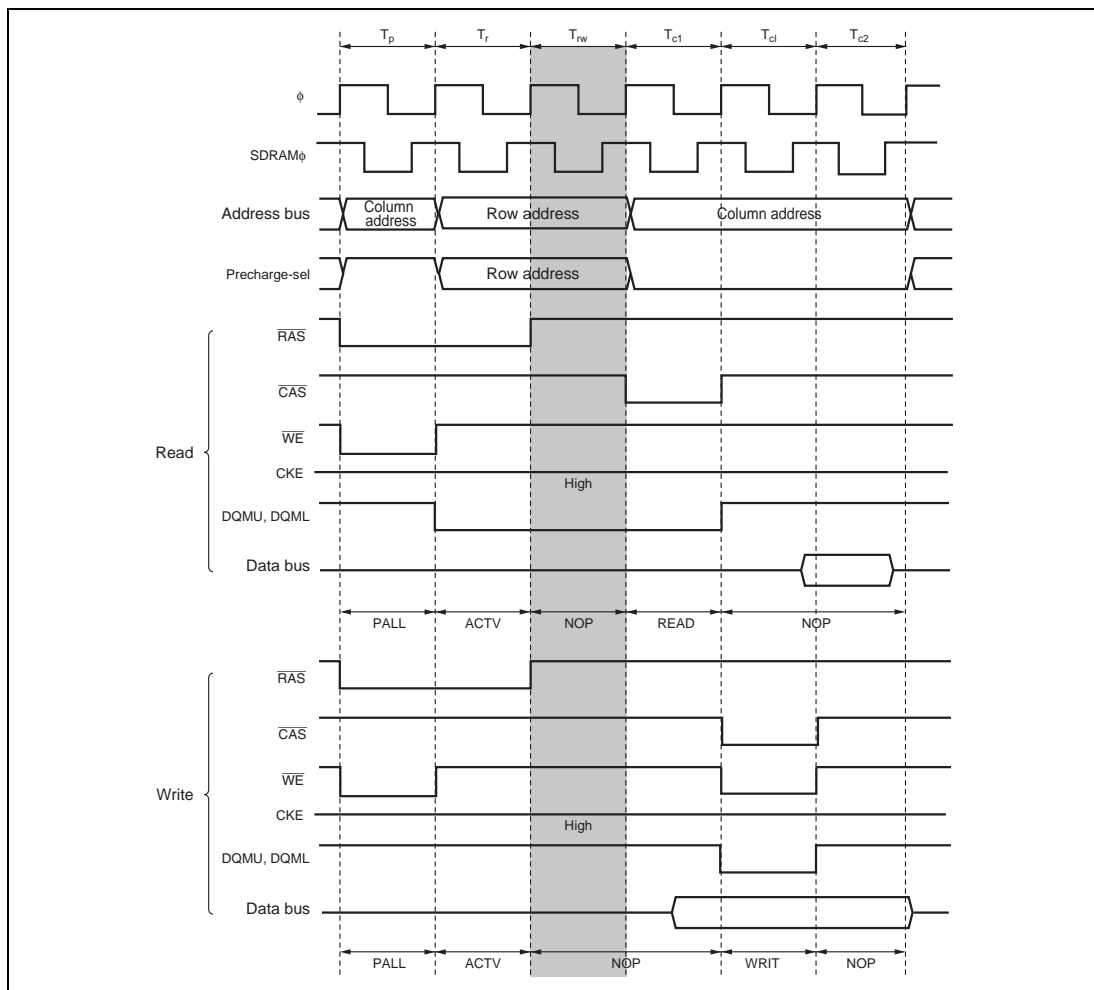 Tp Tr Trw Tc1 Tcl Tc2
ϕ
SDRAMϕ
Address bus Column address Row address Column address
Precharge-sel Row address
Read
RAS
CAS
WE
CKE High
DQMU, DQML
Data bus
PALL ACTV NOP READ NOP
Write
RAS
CAS
WE
CKE High
DQMU, DQML
Data bus
PALL ACTV NOP WRIT NOP